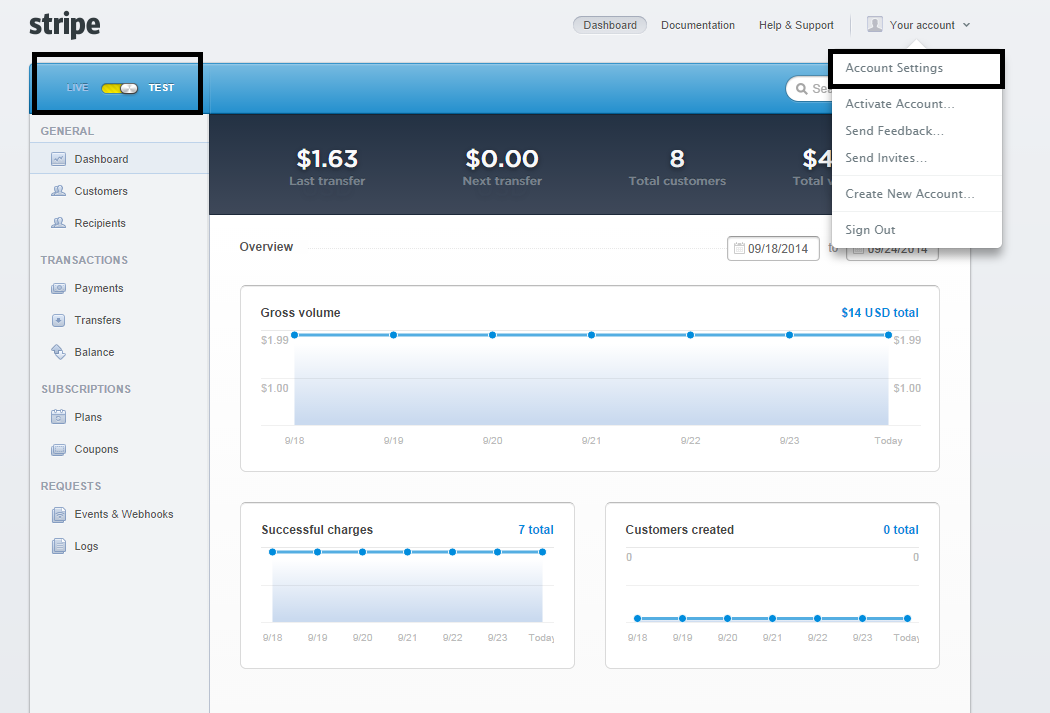 stripe
Dashboard Documentation Help & Support Your account
LIVE TEST
Account Settings
Activate Account...
Send Feedback...
Send Invites...
Create New Account...
Sign Out
GENERAL
Dashboard
Customers
Recipients
TRANSACTIONS
Payments
Transfers
Balance
SUBSCRIPTIONS
Plans
Coupons
REQUESTS
Events & Webhooks
Logs
$1.63 $0.00 8
Last transfer Next transfer Total customers Total
Overview 09/18/2014 to 09/24/2014
Gross volume $14 USD total
$1.99 $1.99
$1.00 $1.00
9/18 9/19 9/20 9/21 9/22 9/23 Today
Successful charges 7 total
9/18 9/19 9/20 9/21 9/22 9/23 Today
Customers created 0 total
0 0
9/18 9/19 9/20 9/21 9/22 9/23 Today